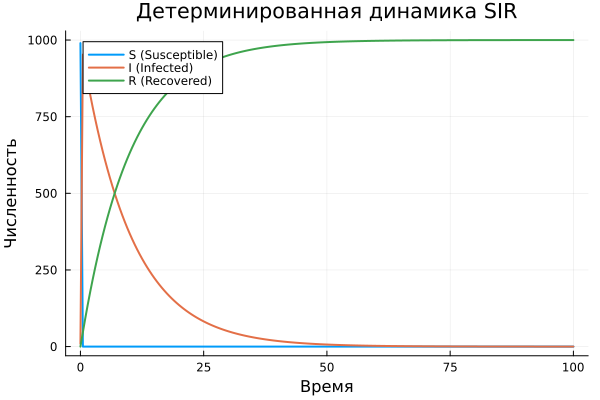 Детерминированная динамика SIR
Численность
1000
750
500
250
0
S (Susceptible)
I (Infected)
R (Recovered)
0 25 50 75 100
Время